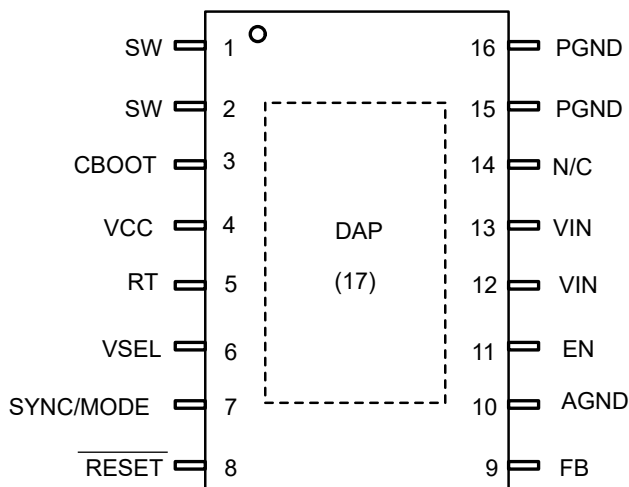 SW 1 16 PGND
SW 2 15 PGND
CBOOT 3 14 N/C
VCC 4 13 VIN
DAP
RT 5 (17) 12 VIN
VSEL 6 11 EN
SYNC/MODE 7 10 AGND
RESET 8 9 FB